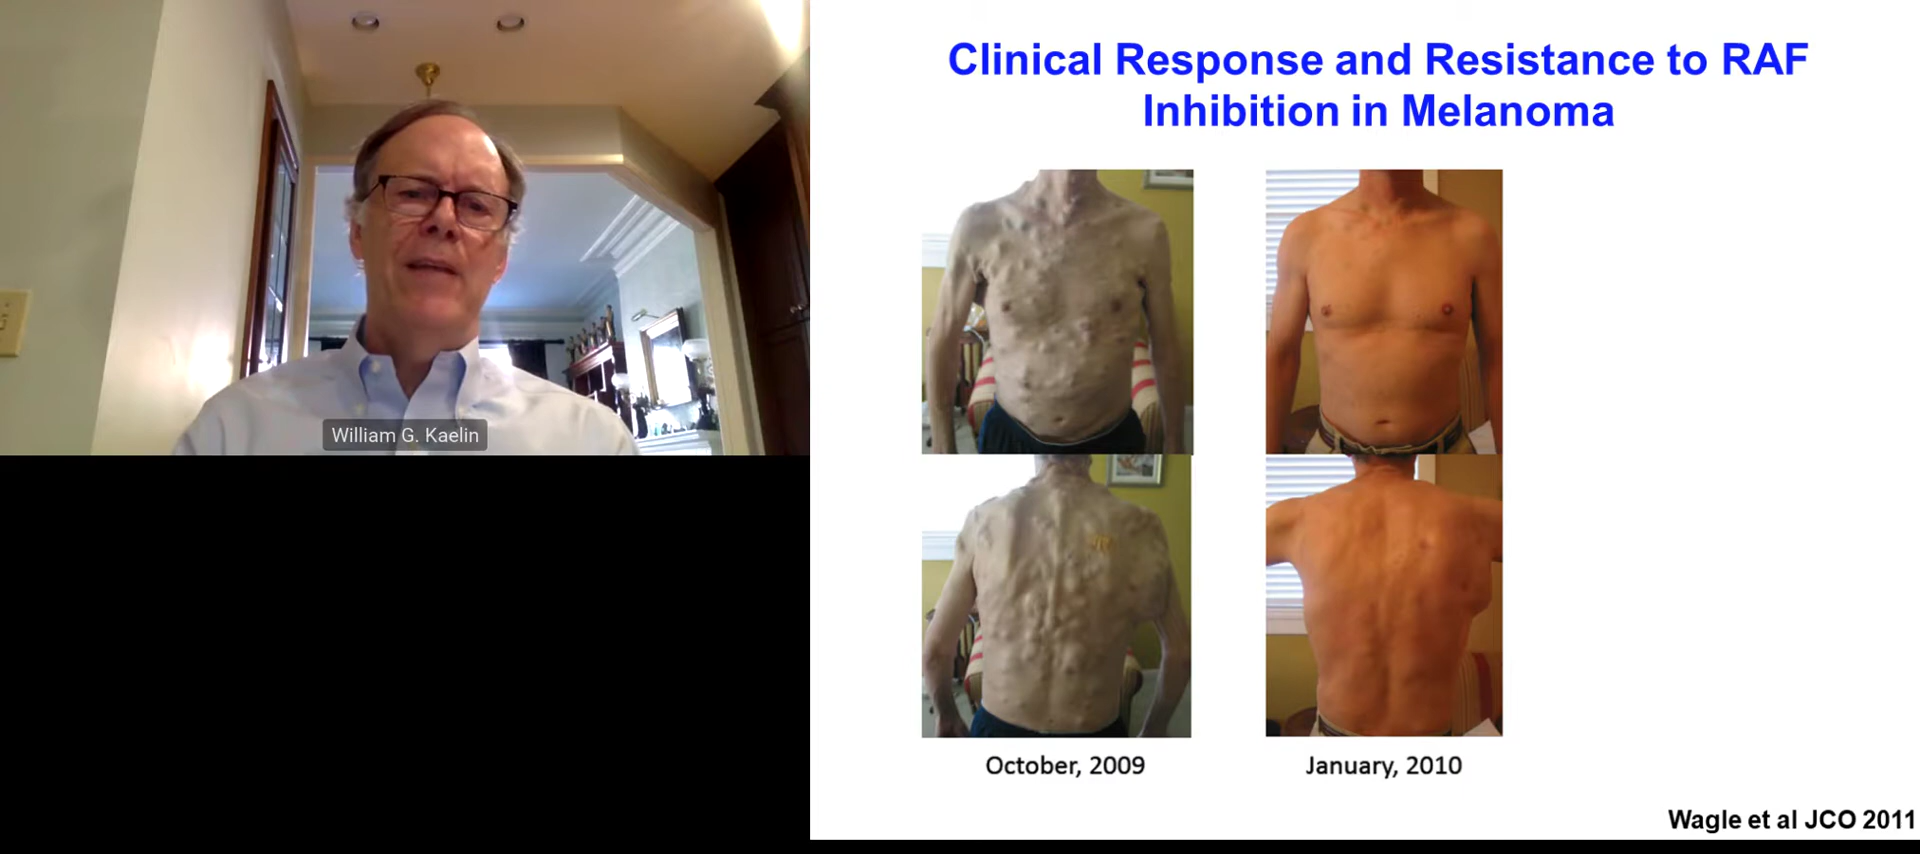 William G. Kaelin
Clinical Response and Resistance to RAF
Inhibition in Melanoma
October, 2009
January, 2010
Wagle et al JCO 2011